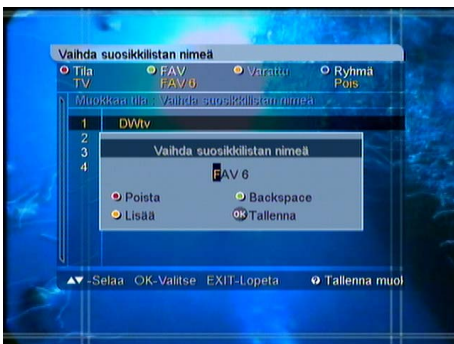 Vaihda suosikkilistan nimeä
Tila FAV Varattu Ryhmä
TV FAV 6 Pois
Muokkaa tila : Vaihda suosikkilistan nimeä
1 DWtv
2
3
4
Vaihda suosikkilistan nimeä
FAV 6
Poista Backspace
Lisää OK Tallenna
-Selaa OK-Valitse EXIT-Lopeta Tallenna muol